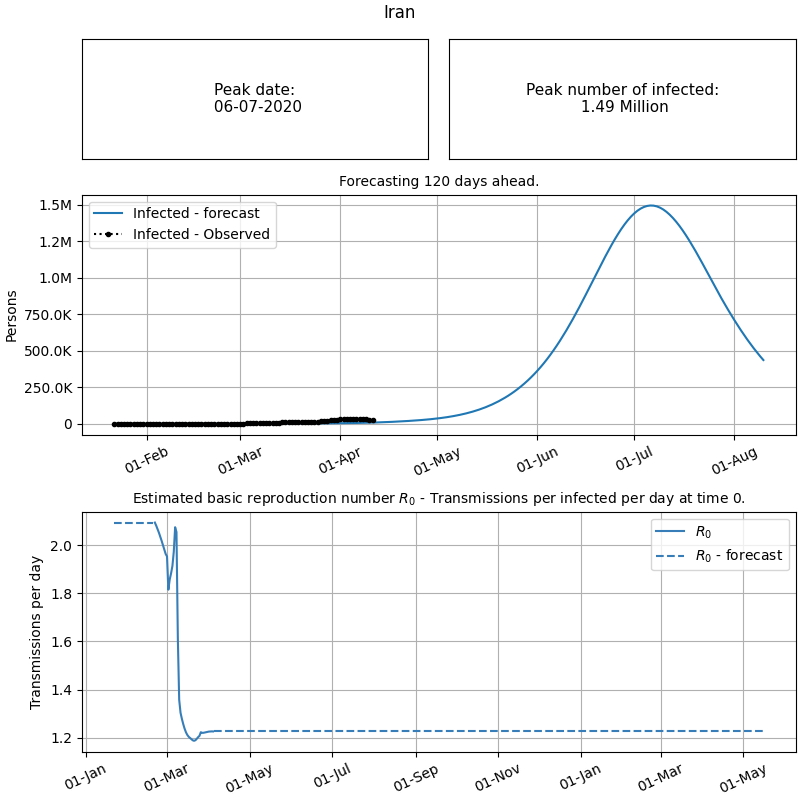 Iran
Peak date:
06-07-2020
Peak number of infected:
1.49 Million
Forecasting 120 days ahead.
Infected - forecast
Infected - Observed
Persons
1.5M
1.2M
1.0M
750.0K
500.0K
250.0K
0
01-Feb
01-Mar
01-Apr
01-May
01-Jun
01-Jul
01-Aug
Estimated basic reproduction number R₀ - Transmissions per infected per day at time 0.
R₀
R₀ - forecast
Transmissions per day
2.0
1.8
1.6
1.4
1.2
01-Jan
01-Mar
01-May
01-Jul
01-Sep
01-Nov
01-Jan
01-Mar
01-May